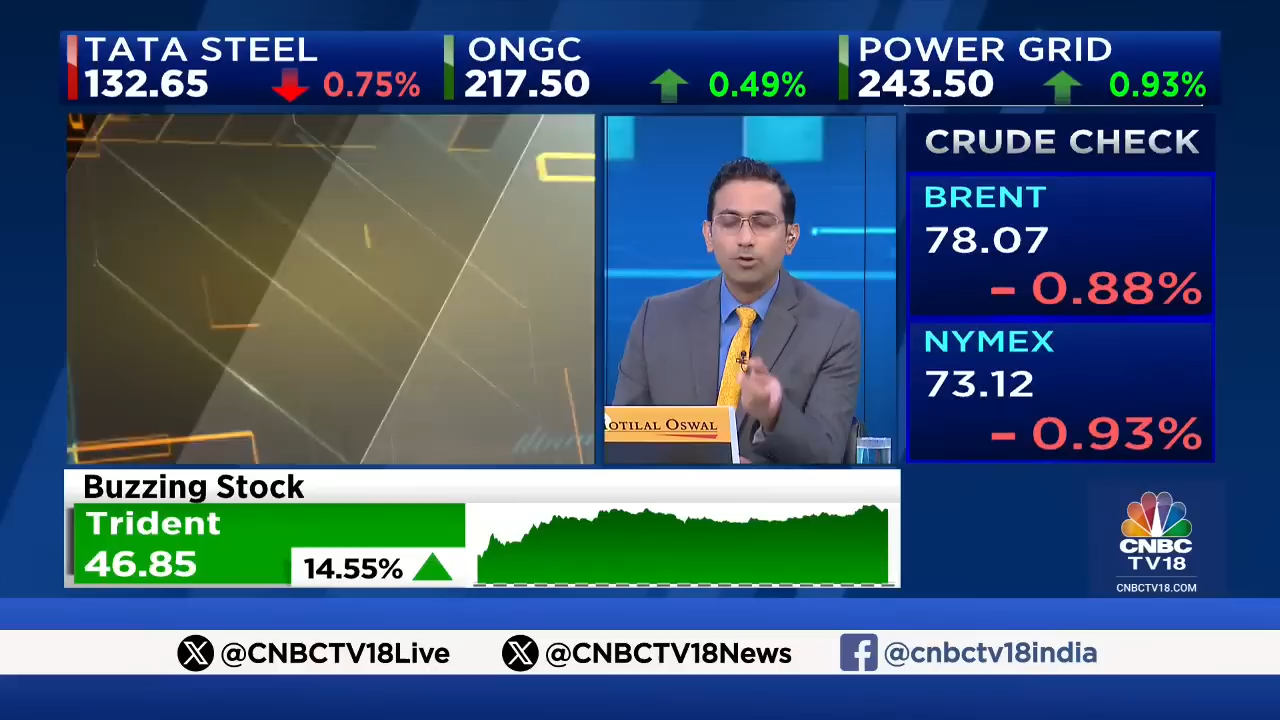 TATA STEEL
132.65 0.75%
ONGC
217.50 0.49%
POWER GRID
243.50 0.93%
CRUDE CHECK
BRENT
78.07
- 0.88%
NYMEX
73.12
- 0.93%
OTILAL OSWAL
Buzzing Stock
Trident
46.85
14.55%
CNBC
TV18
CNBCTV18.COM
@CNBCTV18Live
@CNBCTV18News
@cnbctv18india